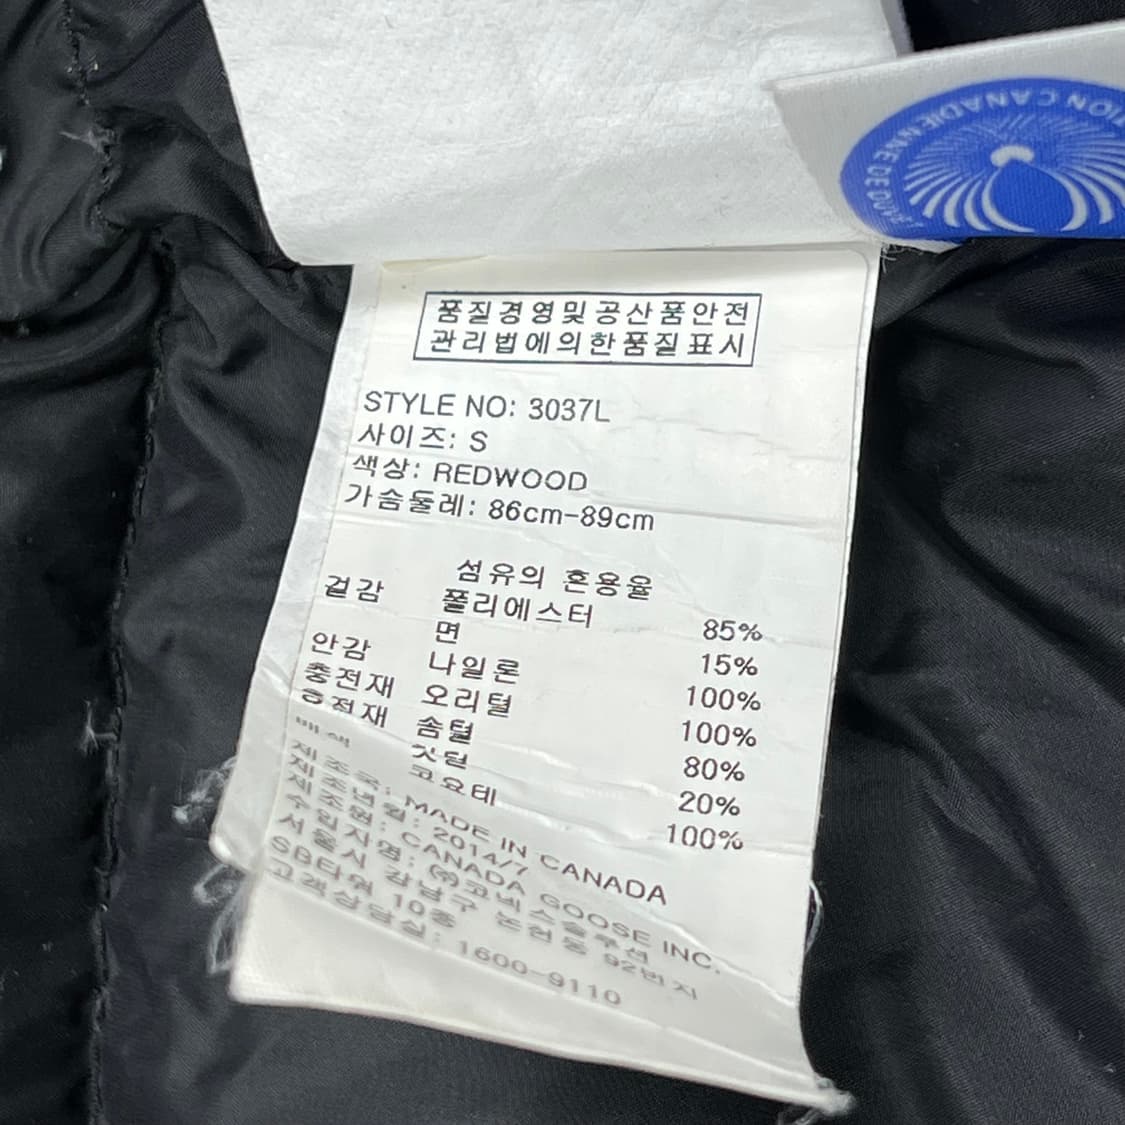 TION CANADIENNE DE DU
품질경영및공산품안전
관리법에의한품질표시
STYLE NO: 3037L
사이즈: S
색상: REDWOOD
가슴둘레: 86cm-89cm
섬유의 혼용율
겉감 폴리에스터 85%
면 15%
안감 나일론 100%
충전재 오리털 100%
충전재 솜털 80%
깃털 20%
배색 코요테 100%
제조국: MADE IN CANADA
제조년월: 2014/7
제조원: CANADA GOOSE INC.
수입자명: (주)코넥스솔루션
서울시 강남구 논현동 92번지
SB타워 10층
고객상담실: 1600-9110